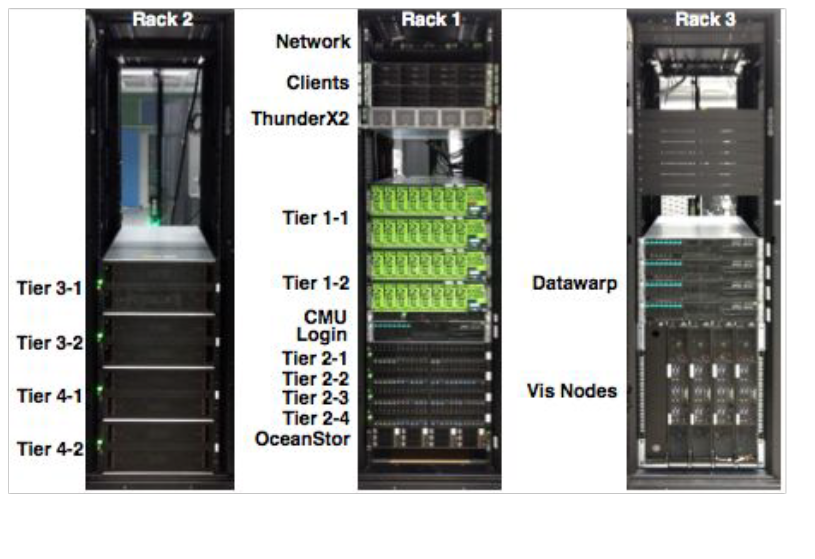 Rack 2
Tier 3-1
Tier 3-2
Tier 4-1
Tier 4-2
Rack 1
Network
Clients
ThunderX2
Tier 1-1
Tier 1-2
CMU
Login
Tier 2-1
Tier 2-2
Tier 2-3
Tier 2-4
OceanStor
Rack 3
Datawarp
Vis Nodes